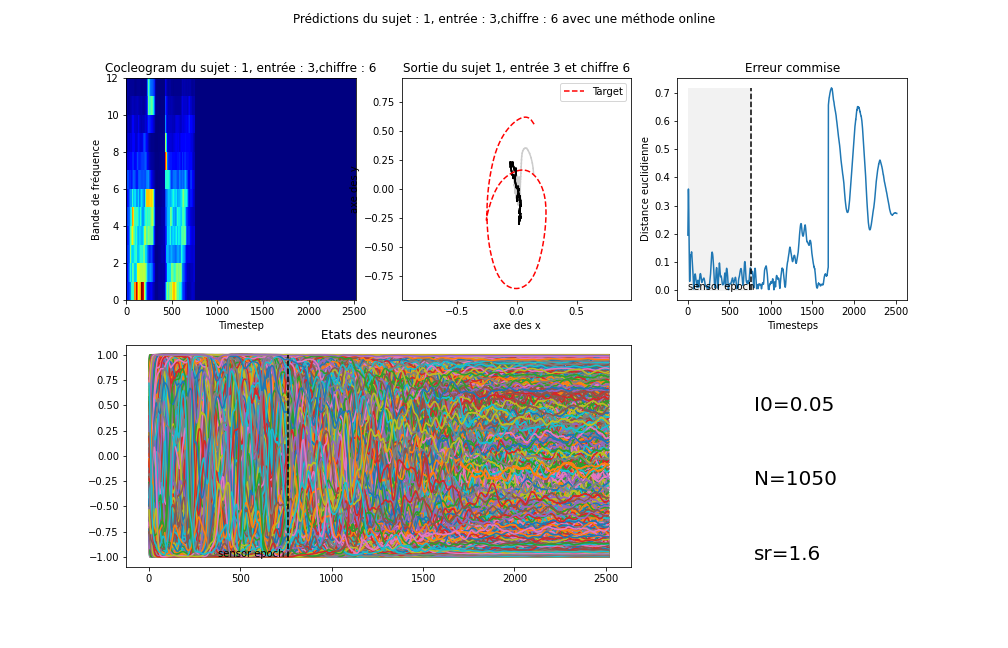 Prédictions du sujet : 1, entrée : 3,chiffre : 6 avec une méthode online
Cocleogram du sujet : 1, entrée : 3,chiffre : 6
Bande de fréquence
12
10
8
6
4
2
0
0 500 1000 1500 2000 2500
Timestep
Sortie du sujet 1, entrée 3 et chiffre 6
Target
0.75
0.50
0.25
0.00
−0.25
−0.50
−0.75
−0.5 0.0 0.5
axe des x
Erreur commise
Distance euclidienne
0.7
0.6
0.5
0.4
0.3
0.2
0.1
0.0
sensor epoch
0 500 1000 1500 2000 2500
Timesteps
Etats des neurones
1.00
0.75
0.50
0.25
0.00
−0.25
−0.50
−0.75
−1.00
sensor epoch
0 500 1000 1500 2000 2500
I0=0.05
N=1050
sr=1.6